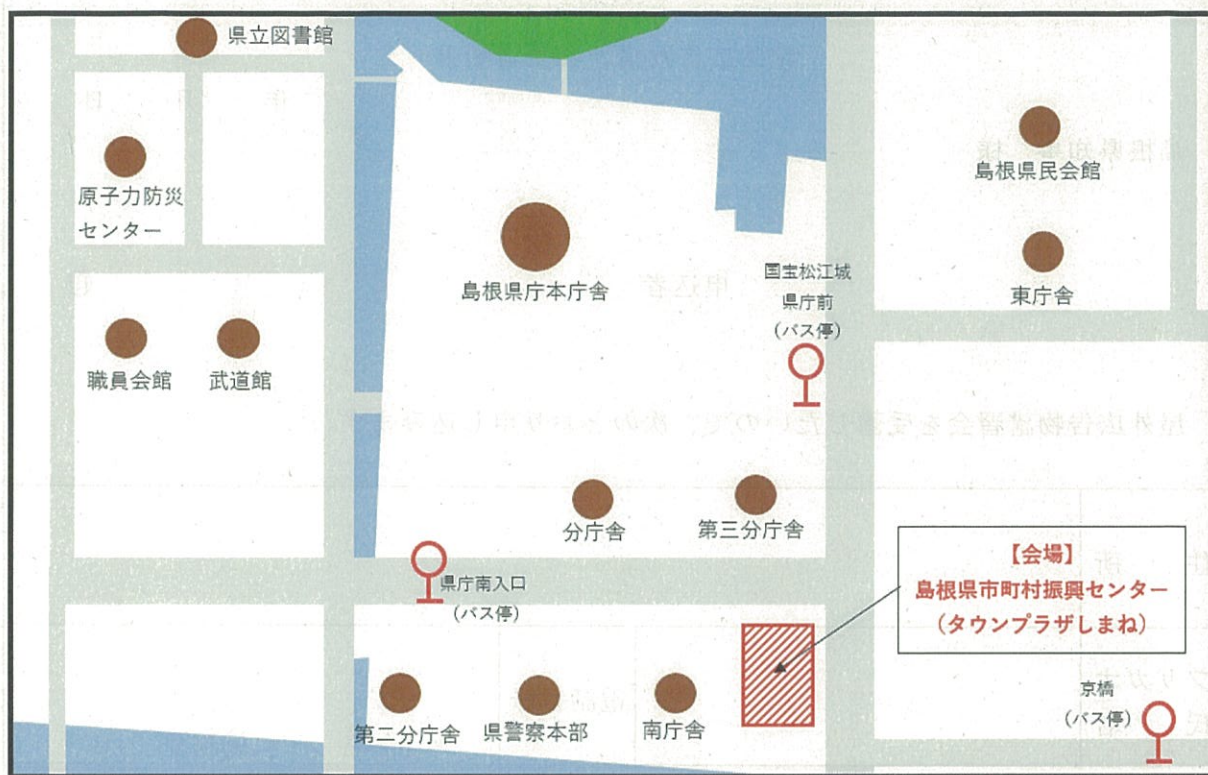 県立図書館
原子力防災
センター
島根県民会館
島根県庁本庁舎
国宝松江城
県庁前
(バス停)
東庁舎
職員会館
武道館
分庁舎
第三分庁舎
【会場】
島根県市町村振興センター
(タウンプラザしまね)
県庁南入口
(バス停)
第二分庁舎
県警察本部
南庁舎
京橋
(バス停)